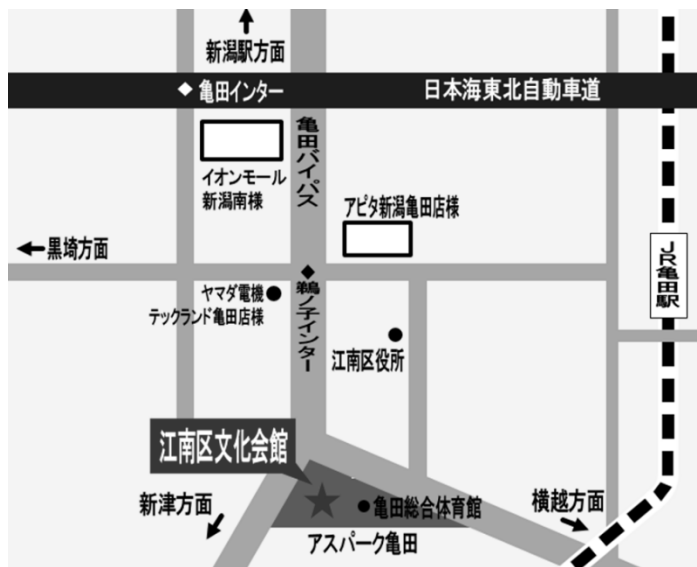 新潟駅方面
亀田インター
日本海東北自動車道
亀田バイパス
イオンモール
新潟南様
アピタ新潟亀田店様
黒埼方面
JR亀田駅
ヤマダ電機
テックランド亀田店様
鵜ノ子インター
江南区役所
江南区文化会館
新津方面
亀田総合体育館
横越方面
アスパーク亀田